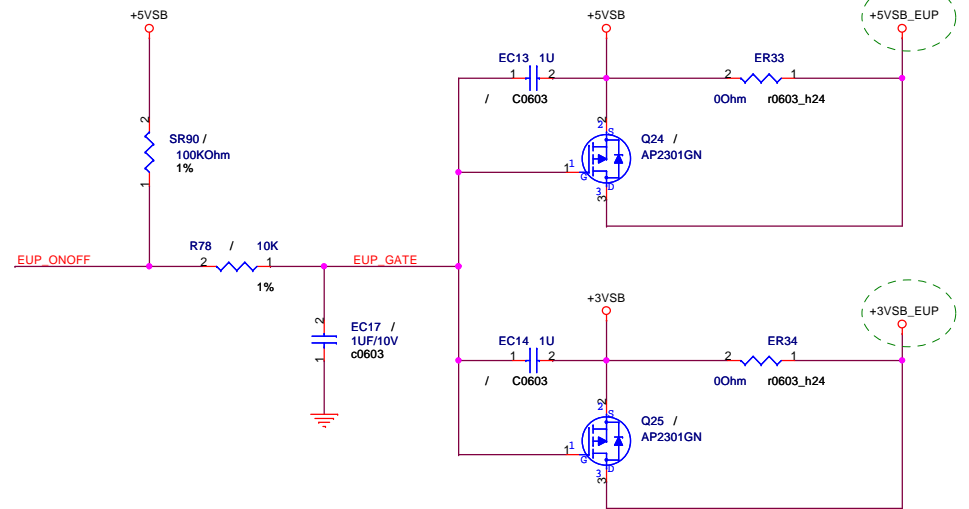 +5VSB
+5VSB
+5VSB_EUP
EC13 1U
1 2
/ C0603
ER33
2 1
0Ohm r0603_h24
2
SR90 /
100KOhm
1%
1
2
2 S
Q24 /
AP2301GN
1 1
G
3 D
3
EUP_ONOFF
R78 / 10K
2 1
1%
EUP_GATE
+3VSB
+3VSB_EUP
2
EC17 /
1UF/10V
c0603
1
EC14 1U
1 2
/ C0603
ER34
2 1
0Ohm r0603_h24
2
2 S
Q25 /
AP2301GN
1 1
G
3 D
3